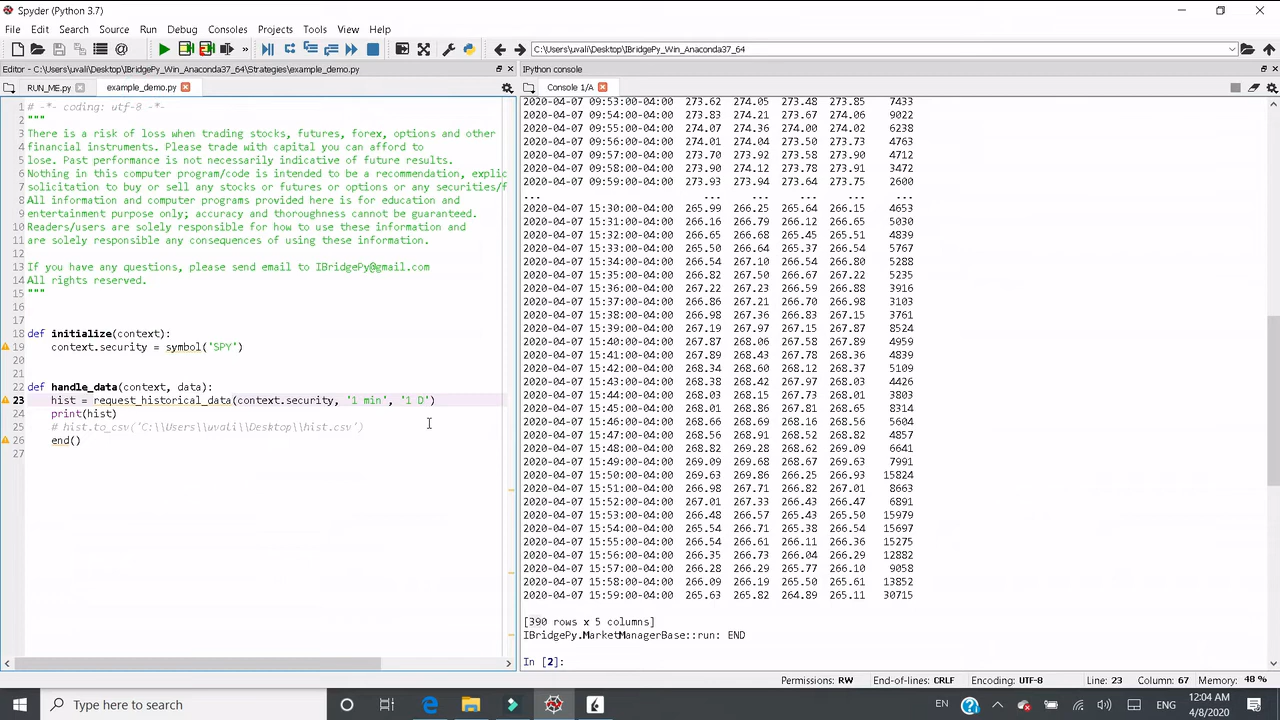 Spyder (Python 3.7)
File Edit Search Source Run Debug Consoles Projects Tools View Help
C:\Users\uvali\Desktop\IBridgePy_Win_Anaconda37_64
Editor - C:\Users\uvali\Desktop\IBridgePy_Win_Anaconda37_64\Strategies\example_demo.py
RUN_ME.py
example_demo.py
1 # -*- coding: utf-8 -*-
2 """
3 There is a risk of loss when trading stocks, futures, forex, options and other
4 financial instruments. Please trade with capital you can afford to
5 lose. Past performance is not necessarily indicative of future results.
6 Nothing in this computer program/code is intended to be a recommendation, explic
7 solicitation to buy or sell any stocks or futures or options or any securities/f
8 All information and computer programs provided here is for education and
9 entertainment purpose only; accuracy and thoroughness cannot be guaranteed.
10 Readers/users are solely responsible for how to use these information and
11 are solely responsible any consequences of using these information.
12
13 If you have any questions, please send email to IBridgePy@gmail.com
14 All rights reserved.
15 """
16
17
18 def initialize(context):
19 context.security = symbol('SPY')
20
21
22 def handle_data(context, data):
23 hist = request_historical_data(context.security, '1 min', '1 D')
24 print(hist)
25 # hist.to_csv('C:\\Users\\uvali\\Desktop\\hist.csv')
26 end()
27
IPython console
Console 1/A
2020-04-07 09:53:00-04:00 273.62 274.05 273.48 273.85 7433
2020-04-07 09:54:00-04:00 273.83 274.21 273.67 274.06 9022
2020-04-07 09:55:00-04:00 274.07 274.36 274.00 274.02 6238
2020-04-07 09:56:00-04:00 274.01 274.04 273.50 273.73 4763
2020-04-07 09:57:00-04:00 273.70 273.92 273.58 273.90 4712
2020-04-07 09:58:00-04:00 273.90 274.12 273.78 273.91 3472
2020-04-07 09:59:00-04:00 273.93 273.94 273.64 273.75 2600
... ... ... ... ... ...
2020-04-07 15:30:00-04:00 265.99 266.25 265.64 266.15 4653
2020-04-07 15:31:00-04:00 266.16 266.79 266.12 266.65 5030
2020-04-07 15:32:00-04:00 266.65 266.68 265.45 265.51 4839
2020-04-07 15:33:00-04:00 265.50 266.64 265.37 266.54 5767
2020-04-07 15:34:00-04:00 266.54 267.10 266.54 266.80 5288
2020-04-07 15:35:00-04:00 266.82 267.50 266.67 267.22 5235
2020-04-07 15:36:00-04:00 267.22 267.23 266.59 266.88 3916
2020-04-07 15:37:00-04:00 266.86 267.21 266.70 266.98 3103
2020-04-07 15:38:00-04:00 266.98 267.36 266.83 267.15 3761
2020-04-07 15:39:00-04:00 267.19 267.97 267.15 267.87 8524
2020-04-07 15:40:00-04:00 267.87 268.06 267.58 267.89 4959
2020-04-07 15:41:00-04:00 267.89 268.43 267.78 268.36 4839
2020-04-07 15:42:00-04:00 268.34 268.60 268.12 268.37 5109
2020-04-07 15:43:00-04:00 268.38 268.42 267.97 268.03 4426
2020-04-07 15:44:00-04:00 268.03 268.15 267.73 268.01 3803
2020-04-07 15:45:00-04:00 268.01 268.86 267.81 268.65 8314
2020-04-07 15:46:00-04:00 268.66 268.69 268.16 268.56 5604
2020-04-07 15:47:00-04:00 268.56 268.91 268.52 268.82 4857
2020-04-07 15:48:00-04:00 268.82 269.28 268.62 269.09 6641
2020-04-07 15:49:00-04:00 269.09 269.68 268.67 269.63 7991
2020-04-07 15:50:00-04:00 269.63 269.86 266.25 266.93 15824
2020-04-07 15:51:00-04:00 266.98 267.71 266.82 267.01 8663
2020-04-07 15:52:00-04:00 267.01 267.33 266.43 266.47 6891
2020-04-07 15:53:00-04:00 266.48 266.57 265.43 265.50 15979
2020-04-07 15:54:00-04:00 265.54 266.71 265.38 266.54 15697
2020-04-07 15:55:00-04:00 266.54 266.61 266.11 266.36 15275
2020-04-07 15:56:00-04:00 266.35 266.73 266.04 266.29 12882
2020-04-07 15:57:00-04:00 266.28 266.29 265.77 266.10 9058
2020-04-07 15:58:00-04:00 266.09 266.19 265.50 265.61 13852
2020-04-07 15:59:00-04:00 265.63 265.82 264.89 265.11 30715
[390 rows x 5 columns]
IBridgePy.MarketManagerBase::run: END
In [2]:
Permissions: RW End-of-lines: CRLF Encoding: UTF-8 Line: 23 Column: 67 Memory: 48 %
Type here to search
EN
ENG
12:04 AM
4/8/2020